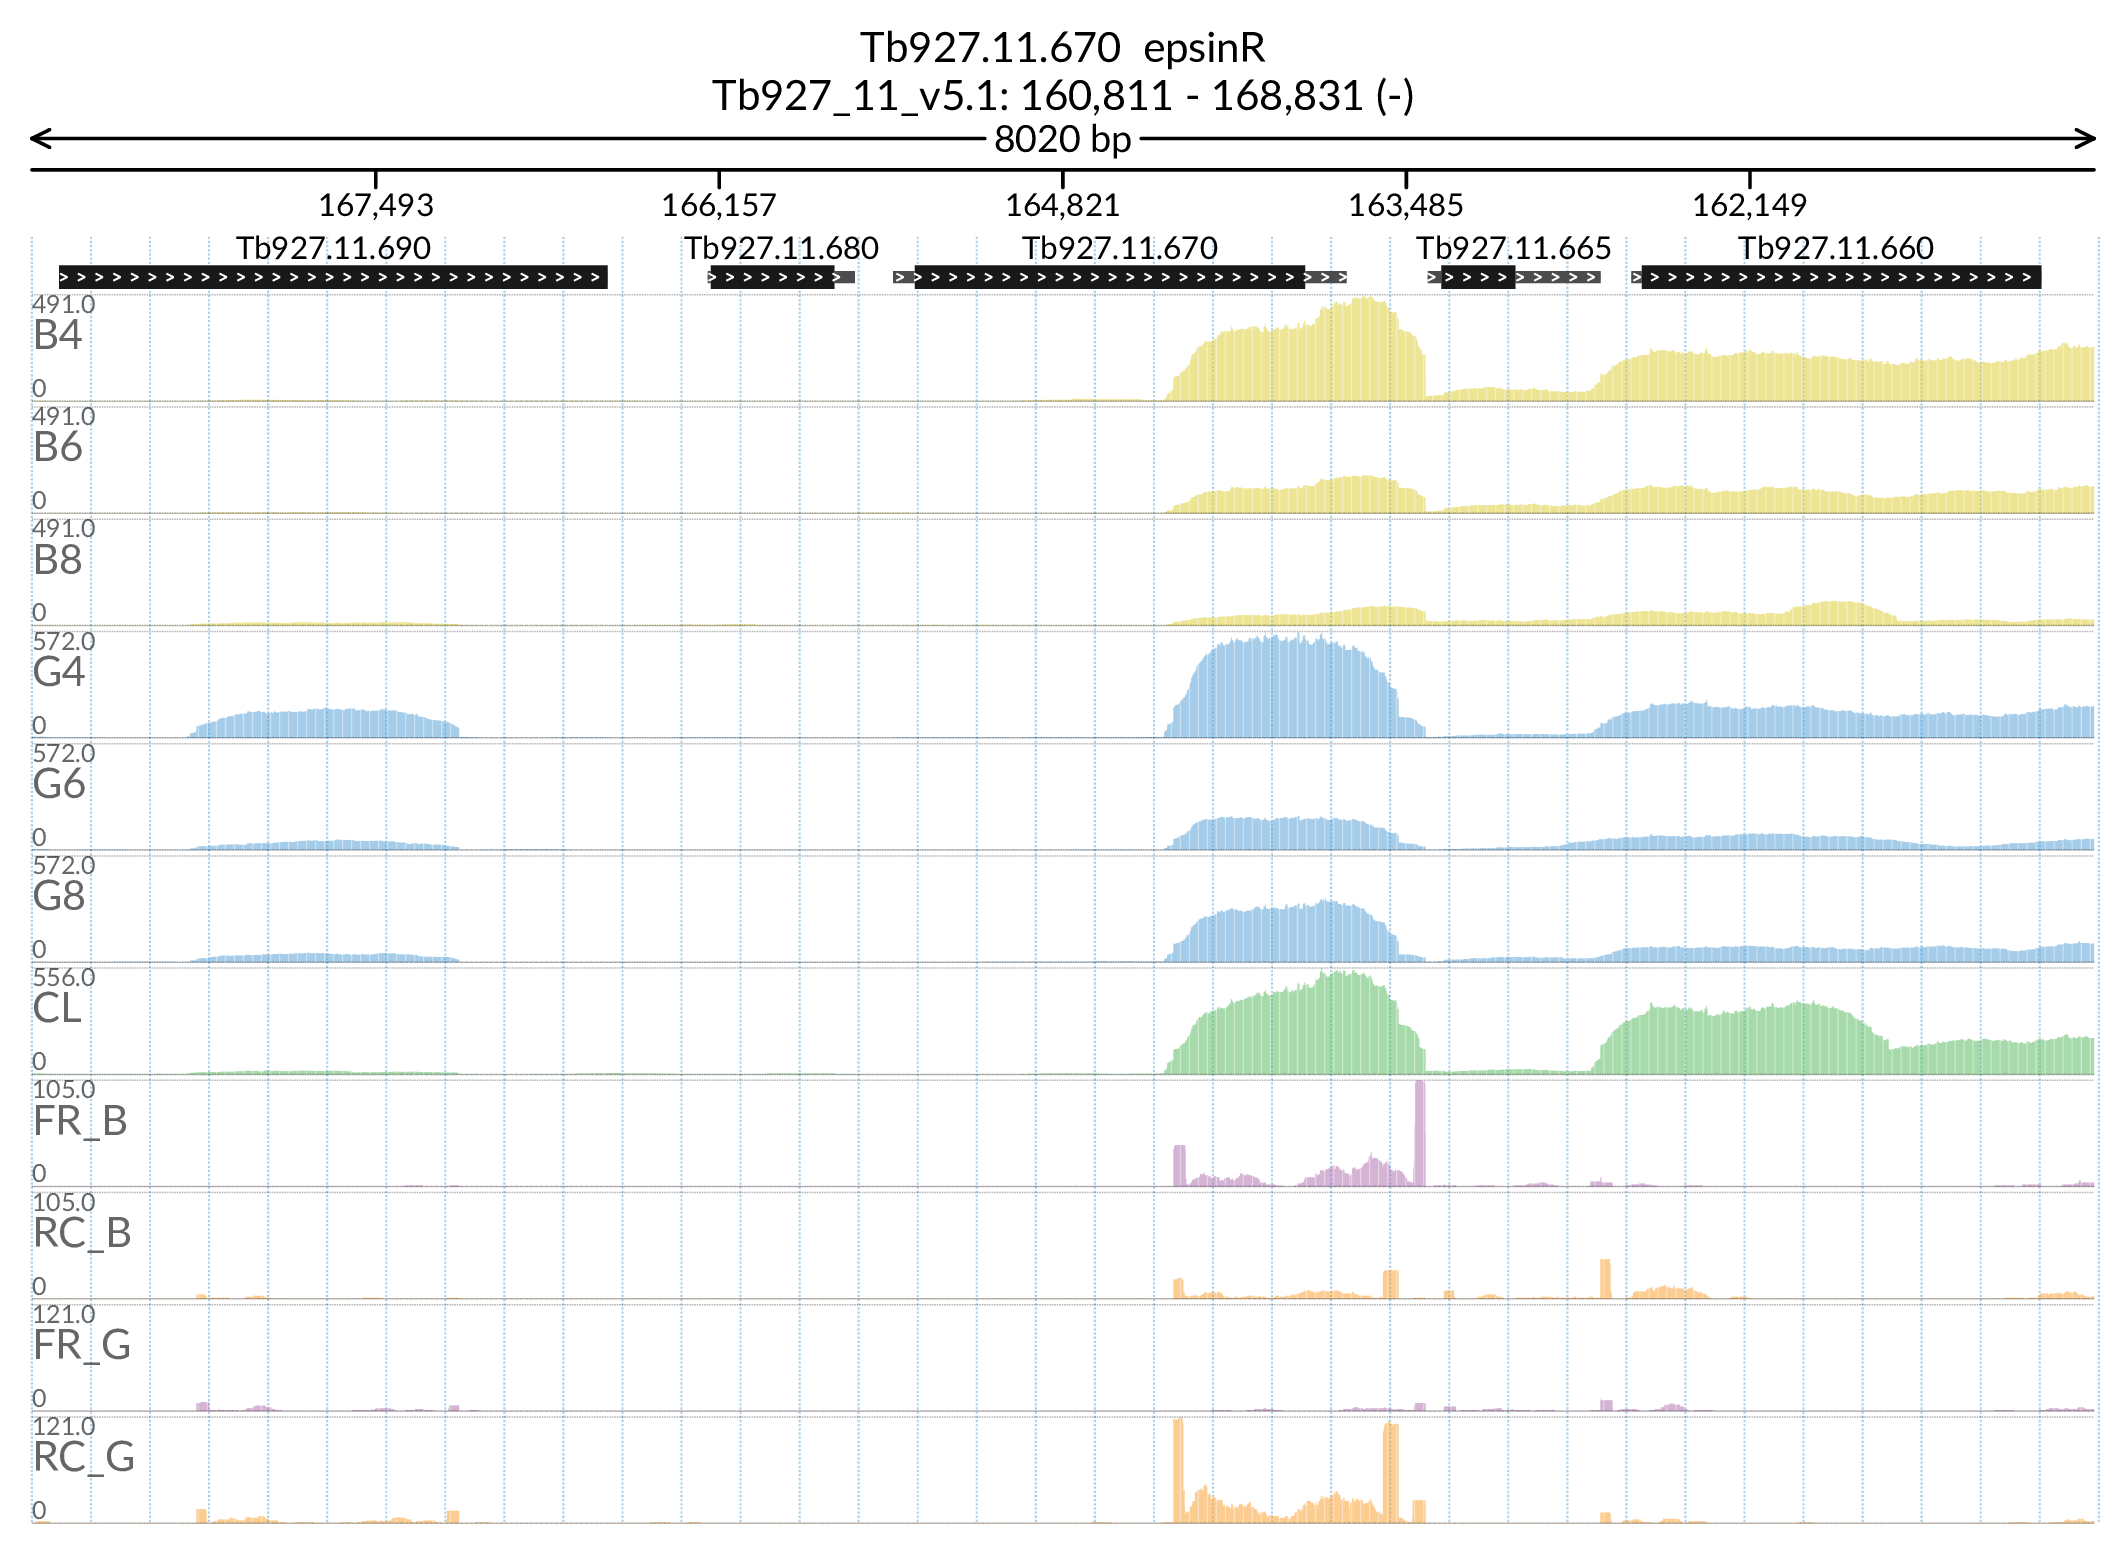 Tb927.11.670  epsinR
Tb927_11_v5.1: 160,811 - 168,831 (-)
8020 bp
167,493 166,157 164,821 163,485 162,149
Tb927.11.690 Tb927.11.680 Tb927.11.670 Tb927.11.665 Tb927.11.660
491.0
B4
0
491.0
B6
0
491.0
B8
0
572.0
G4
0
572.0
G6
0
572.0
G8
0
556.0
CL
0
105.0
FR_B
0
105.0
RC_B
0
121.0
FR_G
0
121.0
RC_G
0